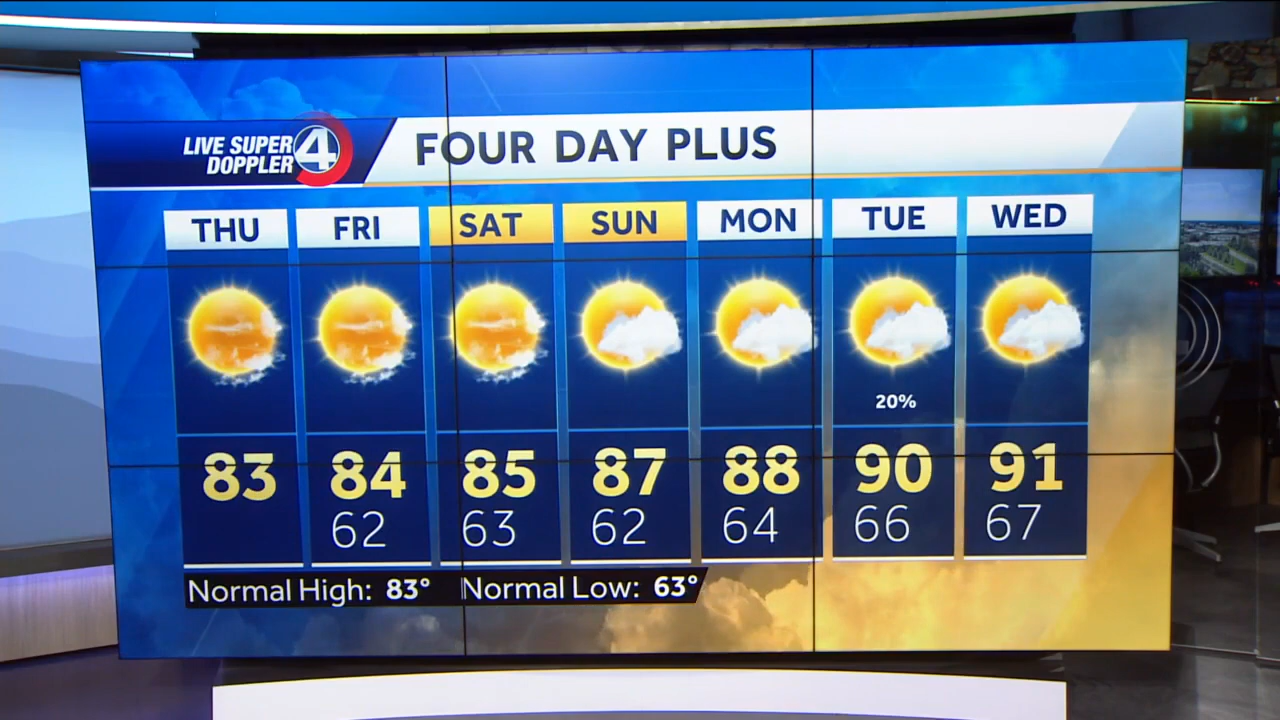 LIVE SUPER
DOPPLER 4
FOUR DAY PLUS
THU FRI SAT SUN MON TUE WED
20%
83 84 85 87 88 90 91
62 63 62 64 66 67
Normal High: 83° Normal Low: 63°